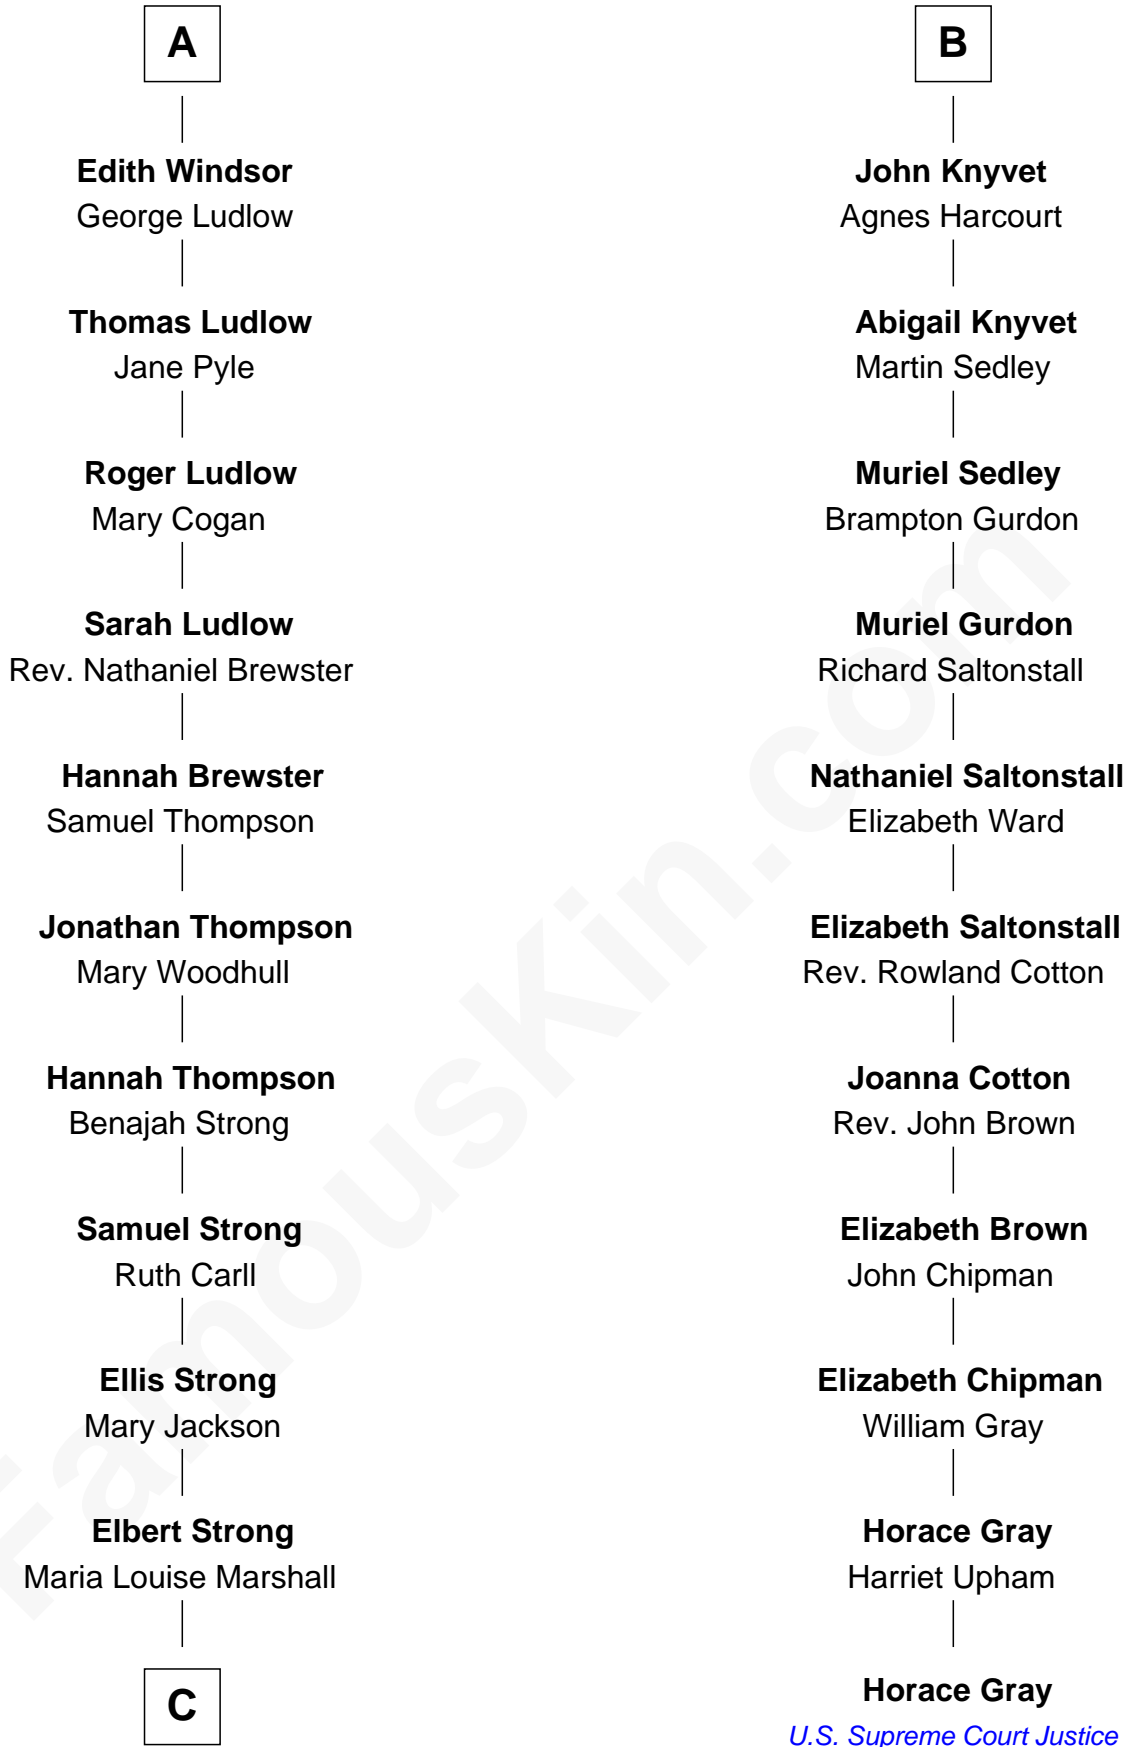 A
Edith Windsor
George Ludlow
Thomas Ludlow
Jane Pyle
Roger Ludlow
Mary Cogan
Sarah Ludlow
Rev. Nathaniel Brewster
Hannah Brewster
Samuel Thompson
Jonathan Thompson
Mary Woodhull
Hannah Thompson
Benajah Strong
Samuel Strong
Ruth Carll
Ellis Strong
Mary Jackson
Elbert Strong
Maria Louise Marshall
C
B
John Knyvet
Agnes Harcourt
Abigail Knyvet
Martin Sedley
Muriel Sedley
Brampton Gurdon
Muriel Gurdon
Richard Saltonstall
Nathaniel Saltonstall
Elizabeth Ward
Elizabeth Saltonstall
Rev. Rowland Cotton
Joanna Cotton
Rev. John Brown
Elizabeth Brown
John Chipman
Elizabeth Chipman
William Gray
Horace Gray
Harriet Upham
Horace Gray
U.S. Supreme Court Justice
FamousKin.com